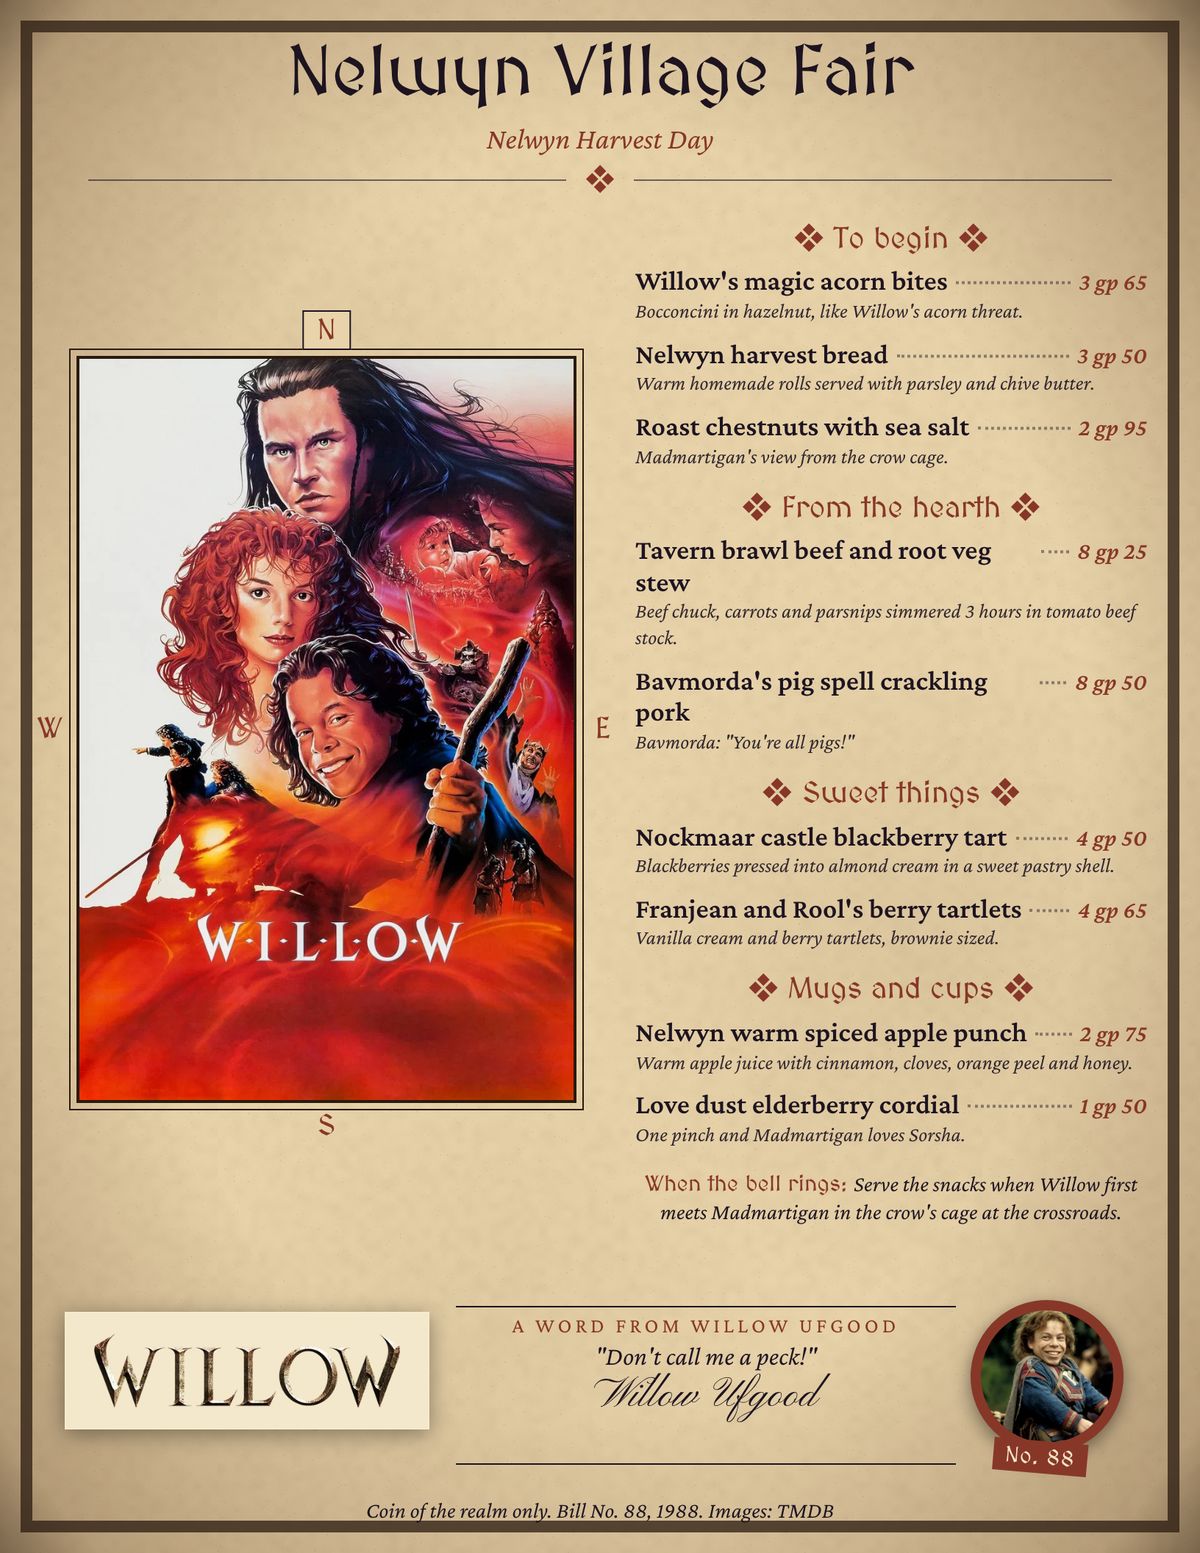 Nelwyn Village Fair
Nelwyn Harvest Day
N
W
E
S
W·I·L·L·O·W
To begin
Willow's magic acorn bites 3 gp 65
Bocconcini in hazelnut, like Willow's acorn threat.
Nelwyn harvest bread 3 gp 50
Warm homemade rolls served with parsley and chive butter.
Roast chestnuts with sea salt 2 gp 95
Madmartigan's view from the crow cage.
From the hearth
Tavern brawl beef and root veg 8 gp 25
stew
Beef chuck, carrots and parsnips simmered 3 hours in tomato beef
stock.
Bavmorda's pig spell crackling 8 gp 50
pork
Bavmorda: "You're all pigs!"
Sweet things
Nockmaar castle blackberry tart 4 gp 50
Blackberries pressed into almond cream in a sweet pastry shell.
Franjean and Rool's berry tartlets 4 gp 65
Vanilla cream and berry tartlets, brownie sized.
Mugs and cups
Nelwyn warm spiced apple punch 2 gp 75
Warm apple juice with cinnamon, cloves, orange peel and honey.
Love dust elderberry cordial 1 gp 50
One pinch and Madmartigan loves Sorsha.
When the bell rings: Serve the snacks when Willow first
meets Madmartigan in the crow's cage at the crossroads.
WILLOW
A WORD FROM WILLOW UFGOOD
"Don't call me a peck!"
Willow Ufgood
No. 88
Coin of the realm only. Bill No. 88, 1988. Images: TMDB